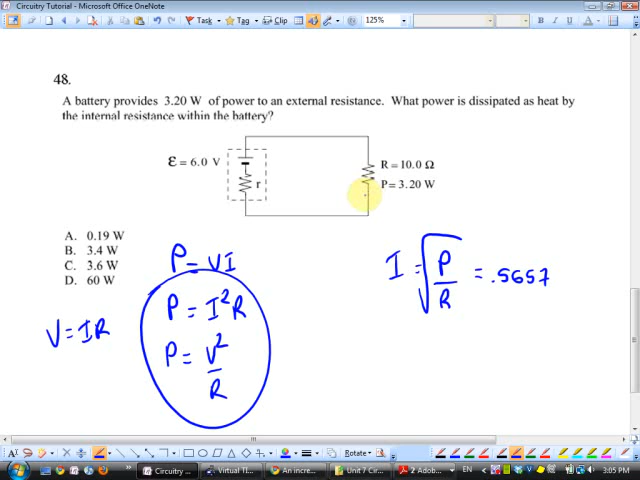 Circuitry Tutorial - Microsoft Office OneNote
Task
Tag
Clip
125%
B I U
48.
A battery provides 3.20 W of power to an external resistance. What power is dissipated as heat by
the internal resistance within the battery?
Ɛ = 6.0 V
r
R = 10.0 Ω
P = 3.20 W
A. 0.19 W
B. 3.4 W
C. 3.6 W
D. 60 W
P = VI
P = I²R
P = V²/R
V = IR
I = √P/R = .5657
Rotate
Circuitry ...
Virtual TI...
An increc...
Unit 7 Circ...
2 Adob...
EN
3:05 PM